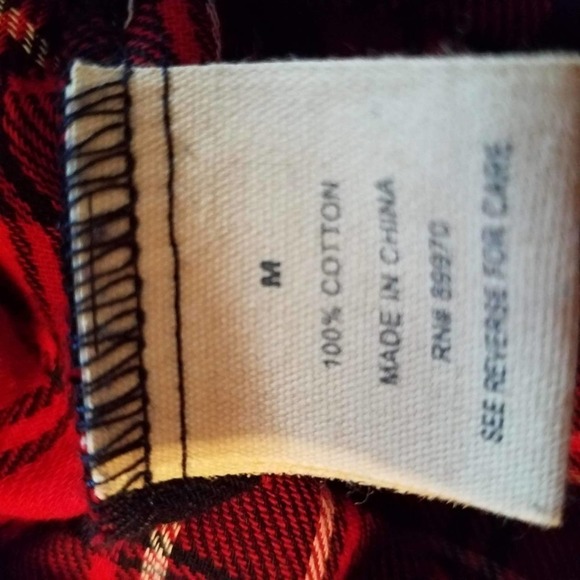 M
100% COTTON
MADE IN CHINA
RN# 89970
SEE REVERSE FOR CARE